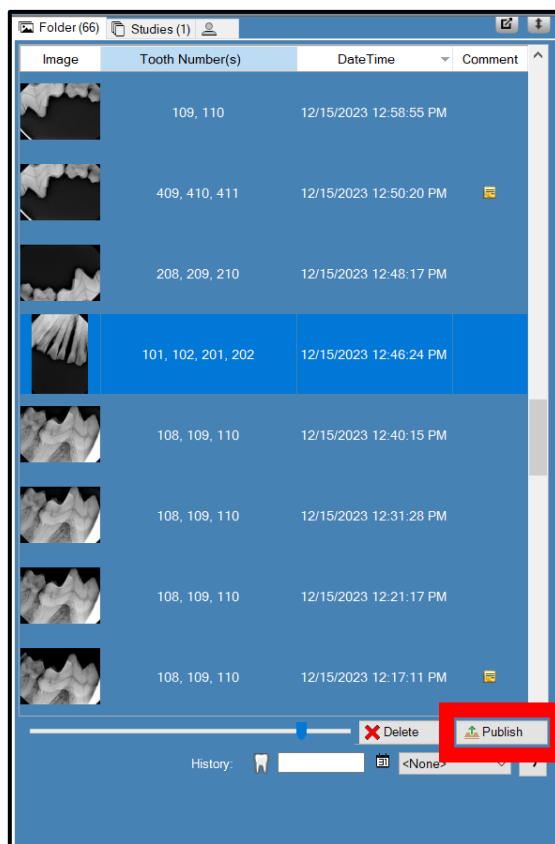 Folder (66) Studies (1)
Image Tooth Number(s) DateTime Comment
109, 110 12/15/2023 12:58:55 PM
409, 410, 411 12/15/2023 12:50:20 PM
208, 209, 210 12/15/2023 12:48:17 PM
101, 102, 201, 202 12/15/2023 12:46:24 PM
108, 109, 110 12/15/2023 12:40:15 PM
108, 109, 110 12/15/2023 12:31:28 PM
108, 109, 110 12/15/2023 12:21:17 PM
108, 109, 110 12/15/2023 12:17:11 PM
Delete Publish
History: <None>